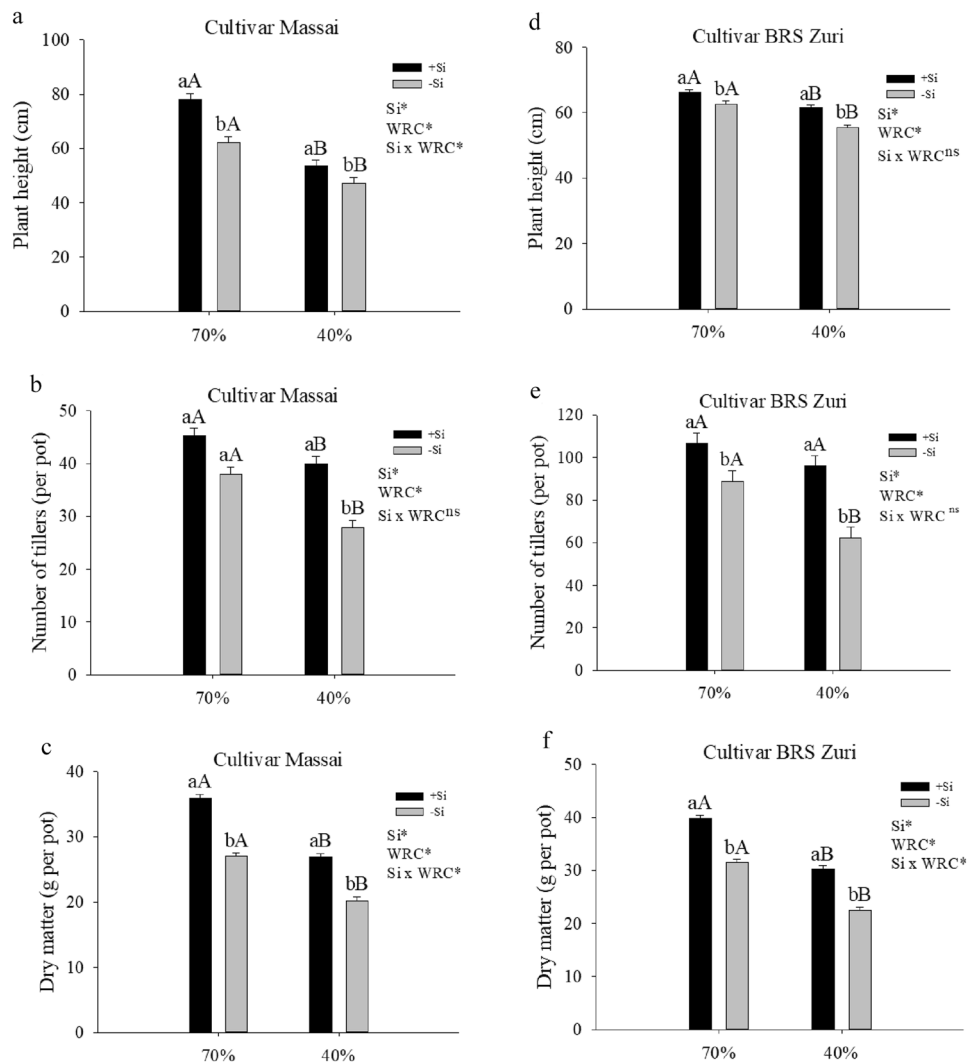 a
Cultivar Massai
100
80
60
40
20
0
Plant height (cm)
aA
bA
aB
bB
+Si
-Si
Si*
WRC*
Si x WRC*
70%
40%
d
Cultivar BRS Zuri
80
60
40
20
0
Plant height (cm)
aA
bA
aB
bB
+Si
-Si
Si*
WRC*
Si x WRCns
70%
40%
b
Cultivar Massai
50
40
30
20
10
0
Number of tillers (per pot)
aA
aA
aB
bB
+Si
-Si
Si*
WRC*
Si x WRCns
70%
40%
e
Cultivar BRS Zuri
120
100
80
60
40
20
0
Number of tillers (per pot)
aA
bA
aA
bB
+Si
-Si
Si*
WRC*
Si x WRC ns
70%
40%
c
Cultivar Massai
40
30
20
10
0
Dry matter (g per pot)
aA
bA
aB
bB
+Si
-Si
Si*
WRC*
Si x WRC*
70%
40%
f
Cultivar BRS Zuri
50
40
30
20
10
0
Dry matter (g per pot)
aA
bA
aB
bB
+Si
-Si
Si*
WRC*
Si x WRC*
70%
40%